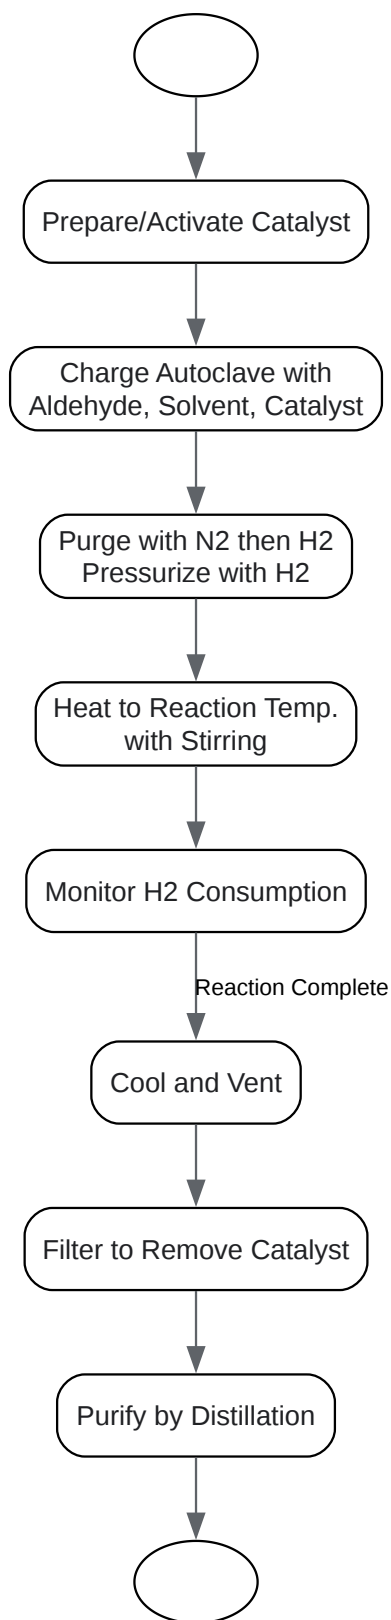 Prepare/Activate Catalyst
Charge Autoclave with
Aldehyde, Solvent, Catalyst
Purge with N2 then H2
Pressurize with H2
Heat to Reaction Temp.
with Stirring
Monitor H2 Consumption
Reaction Complete
Cool and Vent
Filter to Remove Catalyst
Purify by Distillation